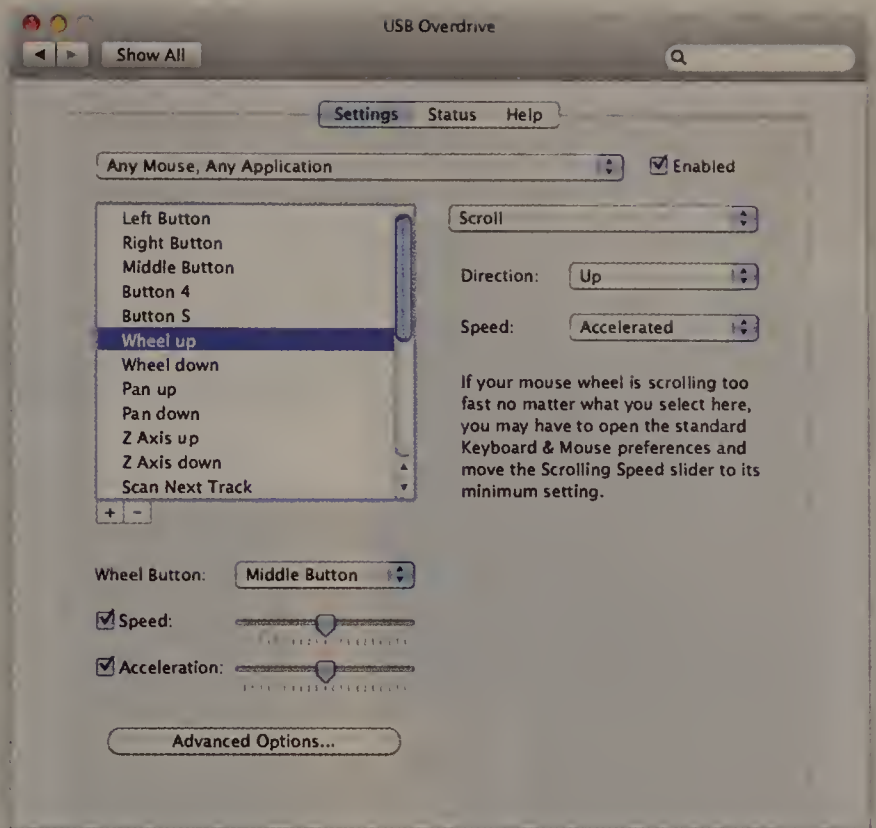 USB Overdrive
Show All
Settings Status Help
Any Mouse, Any Application
Enabled
Left Button
Right Button
Middle Button
Button 4
Button 5
Wheel up
Wheel down
Pan up
Pan down
Z Axis up
Z Axis down
Scan Next Track
+ -
Scroll
Direction: Up
Speed: Accelerated
If your mouse wheel is scrolling too
fast no matter what you select here,
you may have to open the standard
Keyboard & Mouse preferences and
move the Scrolling Speed slider to its
minimum setting.
Wheel Button: Middle Button
Speed:
Acceleration:
Advanced Options...